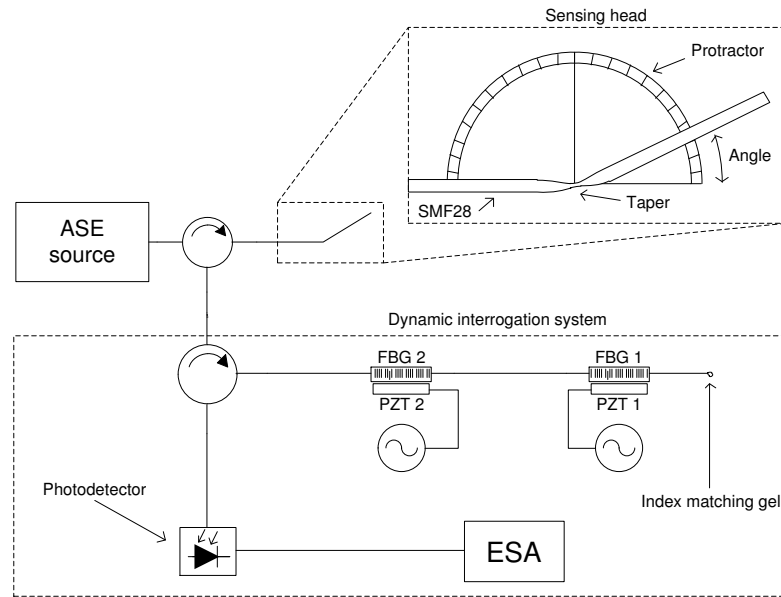 Sensing head
Protractor
Angle
SMF28
Taper
ASE
source
Dynamic interrogation system
FBG 2
FBG 1
PZT 2
PZT 1
Photodetector
Index matching gel
ESA